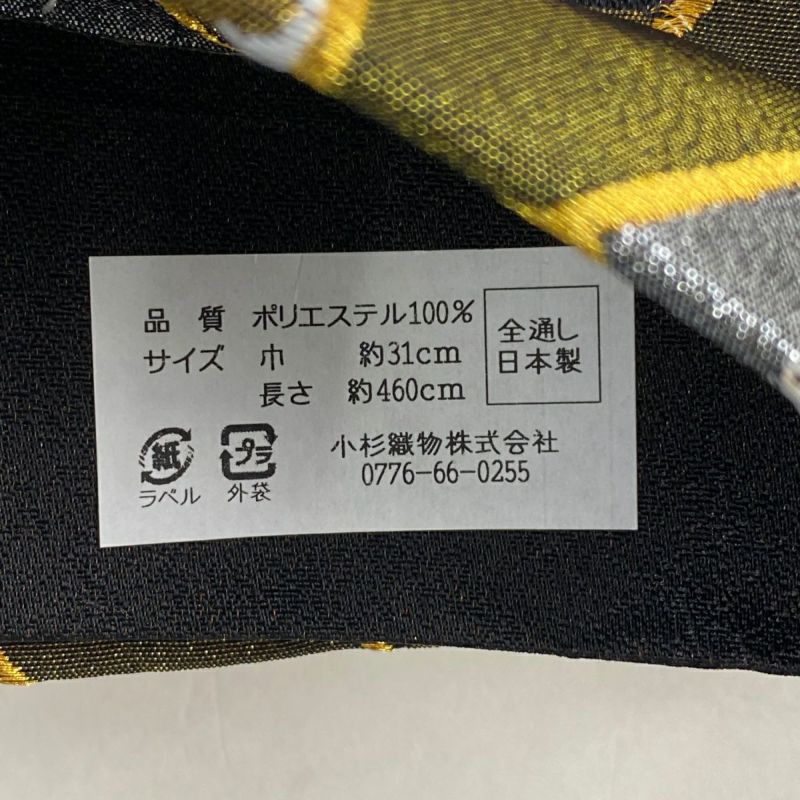 品質 ポリエステル100%
サイズ 巾 約31cm
長さ 約460cm
全通し
日本製
紙
ラベル
プラ
外袋
小杉織物株式会社
0776-66-0255